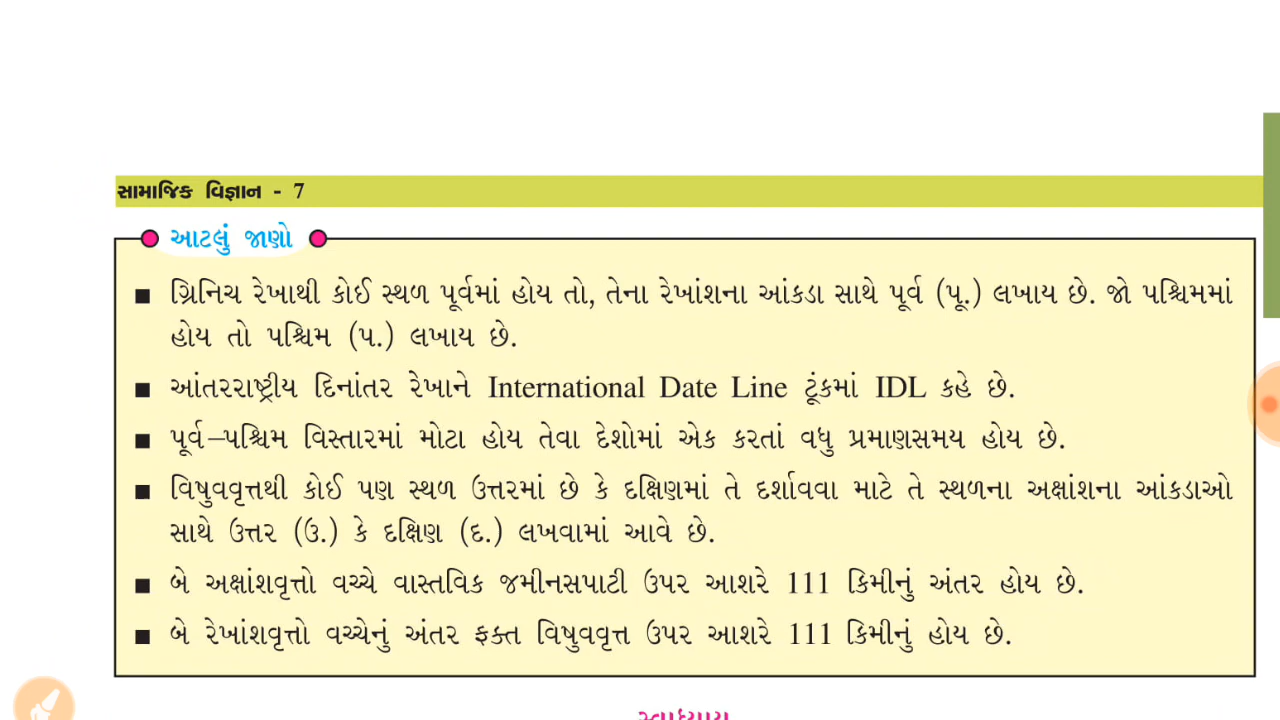 સામાજિક વિજ્ઞાન - 7
આટલું જાણો
■ ગ્રિનિચ રેખાથી કોઈ સ્થળ પૂર્વમાં હોય તો, તેના રેખાંશના આંકડા સાથે પૂર્વ (પૂ.) લખાય છે. જો પશ્ચિમમાં
હોય તો પશ્ચિમ (પ.) લખાય છે.
■ આંતરરાષ્ટ્રીય દિનાંતર રેખાને International Date Line ટૂંકમાં IDL કહે છે.
■ પૂર્વ–પશ્ચિમ વિસ્તારમાં મોટા હોય તેવા દેશોમાં એક કરતાં વધુ પ્રમાણસમય હોય છે.
■ વિષુવવૃત્તથી કોઈ પણ સ્થળ ઉત્તરમાં છે કે દક્ષિણમાં તે દર્શાવવા માટે તે સ્થળના અક્ષાંશના આંકડાઓ
સાથે ઉત્તર (ઉ.) કે દક્ષિણ (દ.) લખવામાં આવે છે.
■ બે અક્ષાંશવૃત્તો વચ્ચે વાસ્તવિક જમીનસપાટી ઉપર આશરે 111 કિમીનું અંતર હોય છે.
■ બે રેખાંશવૃત્તો વચ્ચેનું અંતર ફક્ત વિષુવવૃત્ત ઉપર આશરે 111 કિમીનું હોય છે.
સ્વાધ્યાય